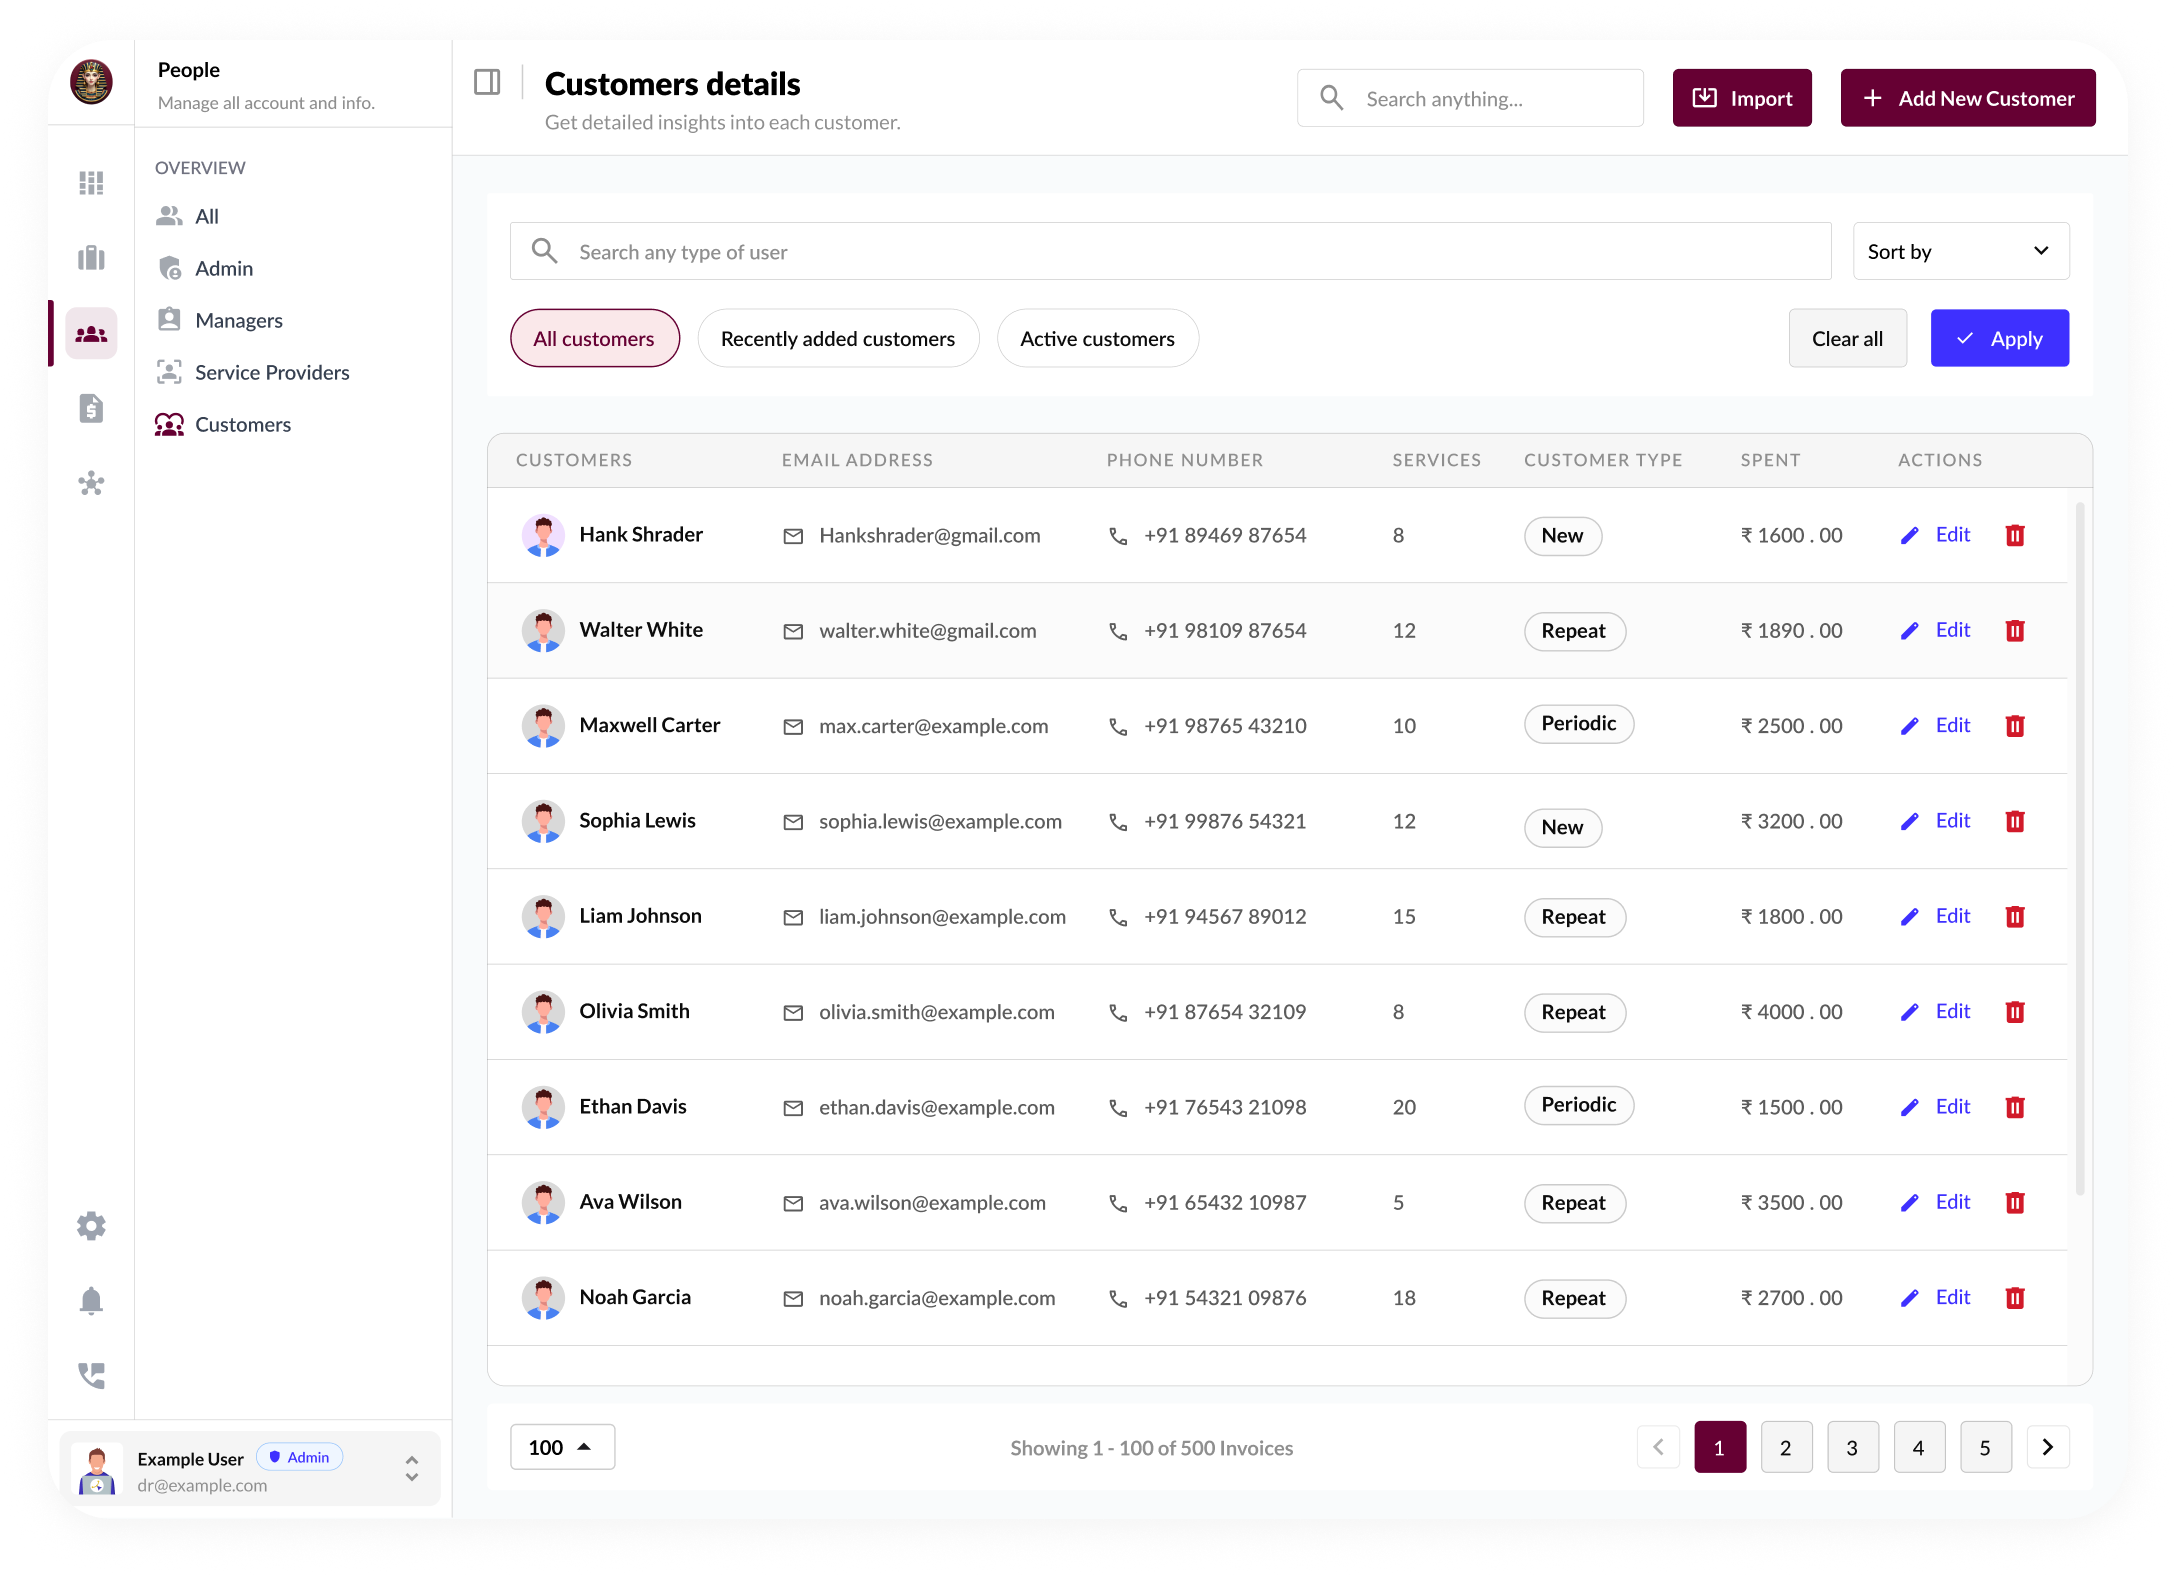 People
Manage all account and info.
OVERVIEW
All
Admin
Managers
Service Providers
Customers
Example User Admin
dr@example.com
Customers details
Get detailed insights into each customer.
Search anything...
Import
Add New Customer
Search any type of user
Sort by
All customers Recently added customers Active customers
Clear all
Apply
CUSTOMERS EMAIL ADDRESS PHONE NUMBER SERVICES CUSTOMER TYPE SPENT ACTIONS
Hank Shrader Hankshrader@gmail.com +91 89469 87654 8 New ₹ 1600 . 00 Edit
Walter White walter.white@gmail.com +91 98109 87654 12 Repeat ₹ 1890 . 00 Edit
Maxwell Carter max.carter@example.com +91 98765 43210 10 Periodic ₹ 2500 . 00 Edit
Sophia Lewis sophia.lewis@example.com +91 99876 54321 12 New ₹ 3200 . 00 Edit
Liam Johnson liam.johnson@example.com +91 94567 89012 15 Repeat ₹ 1800 . 00 Edit
Olivia Smith olivia.smith@example.com +91 87654 32109 8 Repeat ₹ 4000 . 00 Edit
Ethan Davis ethan.davis@example.com +91 76543 21098 20 Periodic ₹ 1500 . 00 Edit
Ava Wilson ava.wilson@example.com +91 65432 10987 5 Repeat ₹ 3500 . 00 Edit
Noah Garcia noah.garcia@example.com +91 54321 09876 18 Repeat ₹ 2700 . 00 Edit
100
Showing 1 - 100 of 500 Invoices
1 2 3 4 5